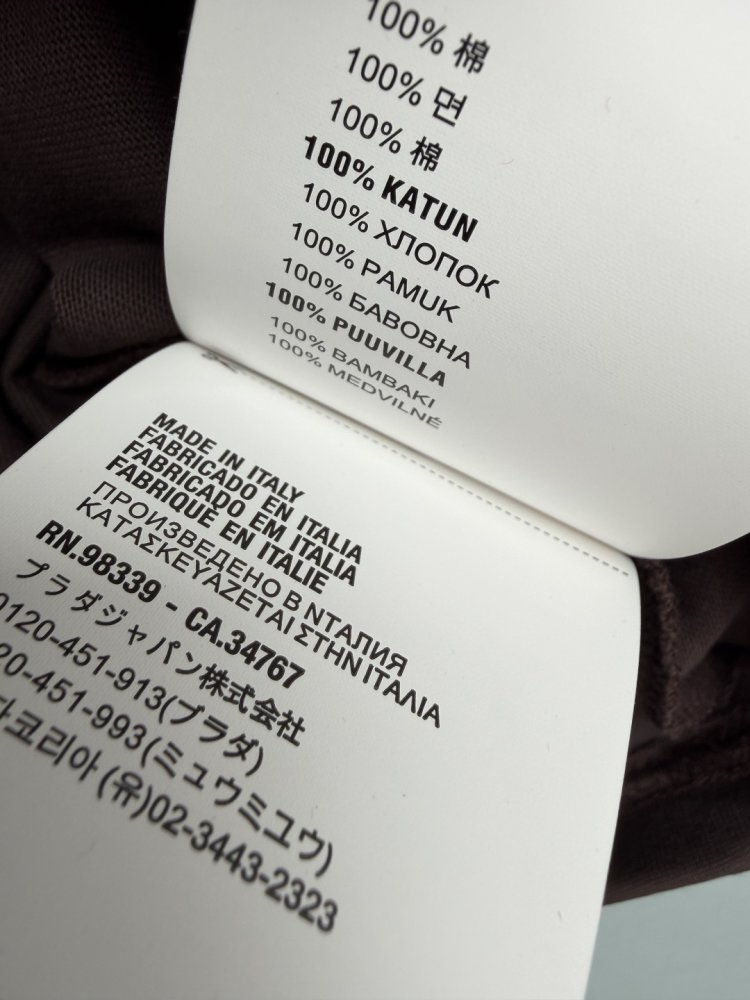 100% 棉
100% 면
100% 棉
100% KATUN
100% ХЛОПОК
100% PAMUK
100% БАВОВНА
100% PUUVILLA
100% BAMBAKI
100% MEDVILNĖ
MADE IN ITALY
FABRICADO EN ITALIA
FABRICADO EM ITALIA
FABRIQUÉ EN ITALIE
ПРОИЗВЕДЕНО В NТАПИЯ
ΚΑΤΑΣΚΕΥΑΖΕΤΑΙ ΣΤΗΝ ΙΤΑΛΙΑ
RN.98339 - CA.34767
プラダジャパン株式会社
0120-451-913(プラダ)
20-451-993(ミュウミュウ)
다코리아 (유)02-3443-2323